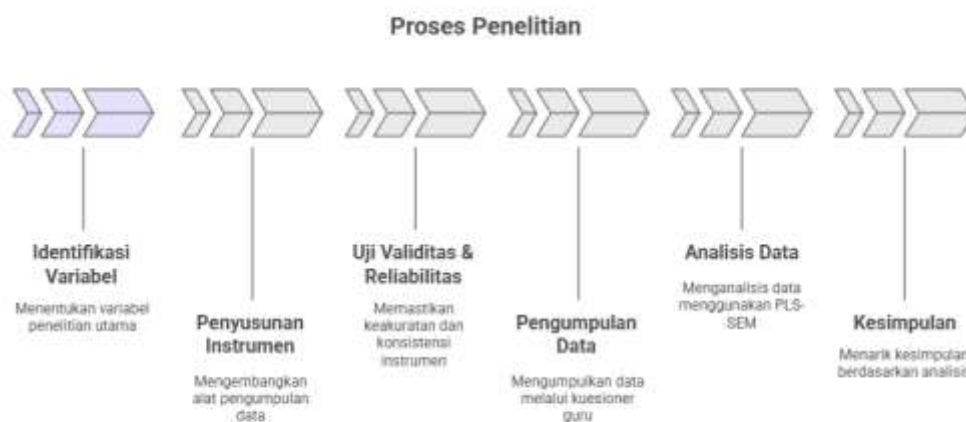 Proses Penelitian
Identifikasi
Variabel
Menentukan variabel
penelitian utama
Penyusunan
Instrumen
Mengembangkan
alat pengumpulan
data
Uji Validitas &
Reliabilitas
Memastikan
keakuratan dan
konsistensi
instrumen
Pengumpulan
Data
Mengumpulkan data
melalui kuesioner
guru
Analisis Data
Menganalisis data
menggunakan PLS-
SEM
Kesimpulan
Menarik kesimpulan
berdasarkan analisis